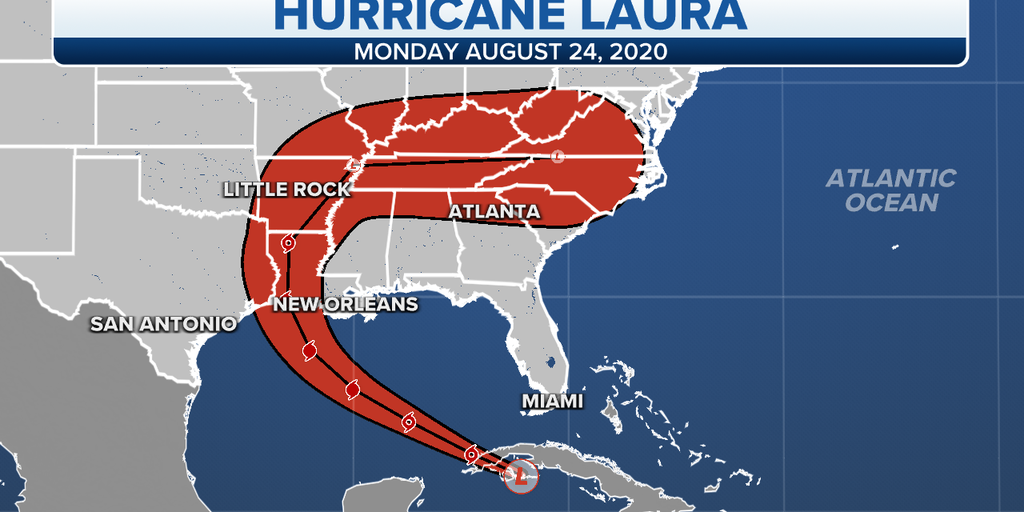 HURRICANE LAURA
MONDAY AUGUST 24, 2020
L
L
LITTLE ROCK
ATLANTIC
OCEAN
ATLANTA
NEW ORLEANS
SAN ANTONIO
MIAMI
L